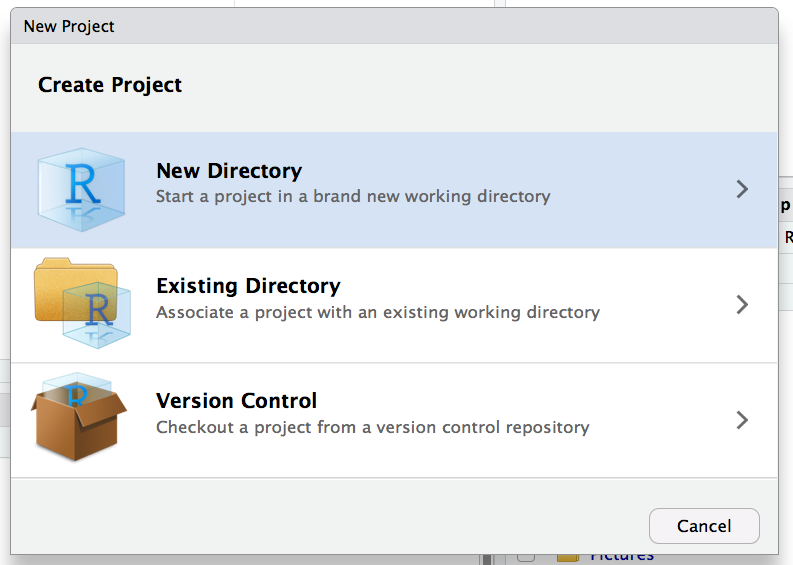 New Project
Create Project
R
New Directory
Start a project in a brand new working directory
p
R
R
Existing Directory
Associate a project with an existing working directory
R
Version Control
Checkout a project from a version control repository
Cancel
Pictures